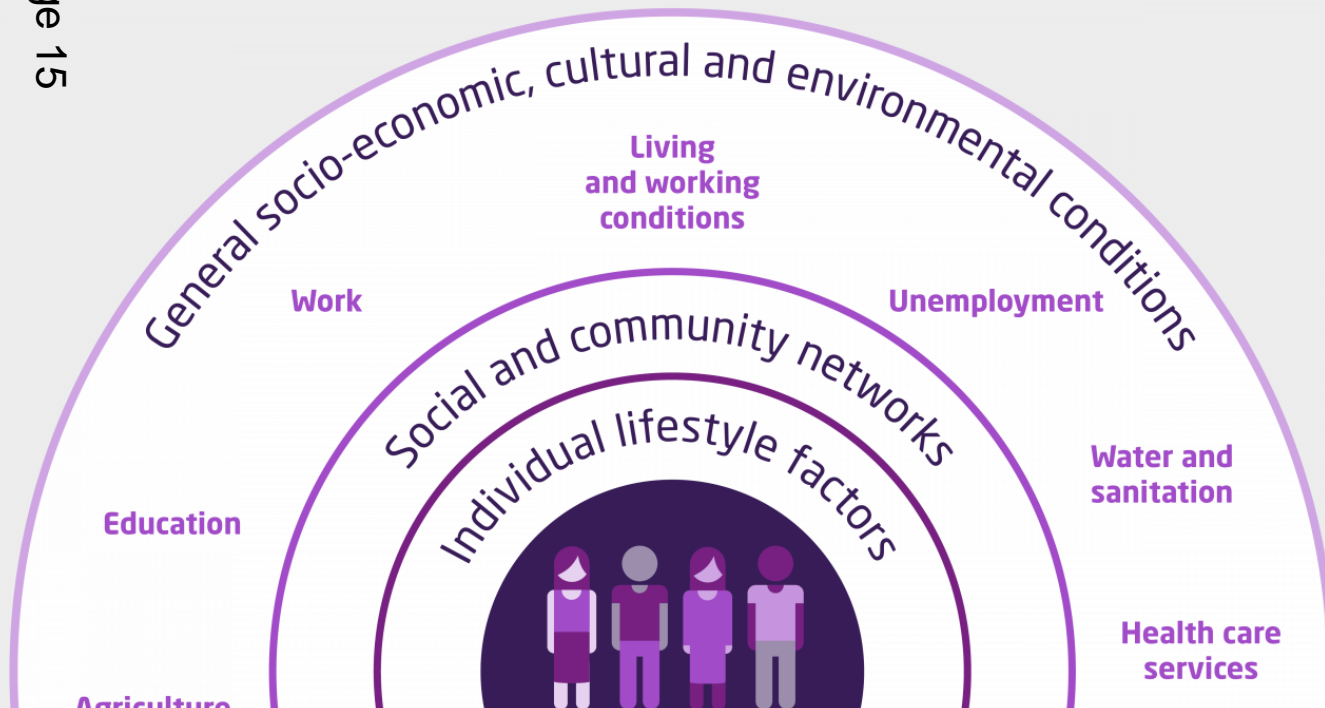 ge 15
General socio-economic, cultural and environmental conditions
Living
and working
conditions
Work
Unemployment
Social and community networks
Individual lifestyle factors
Water and
sanitation
Education
Health care
services
Agriculture